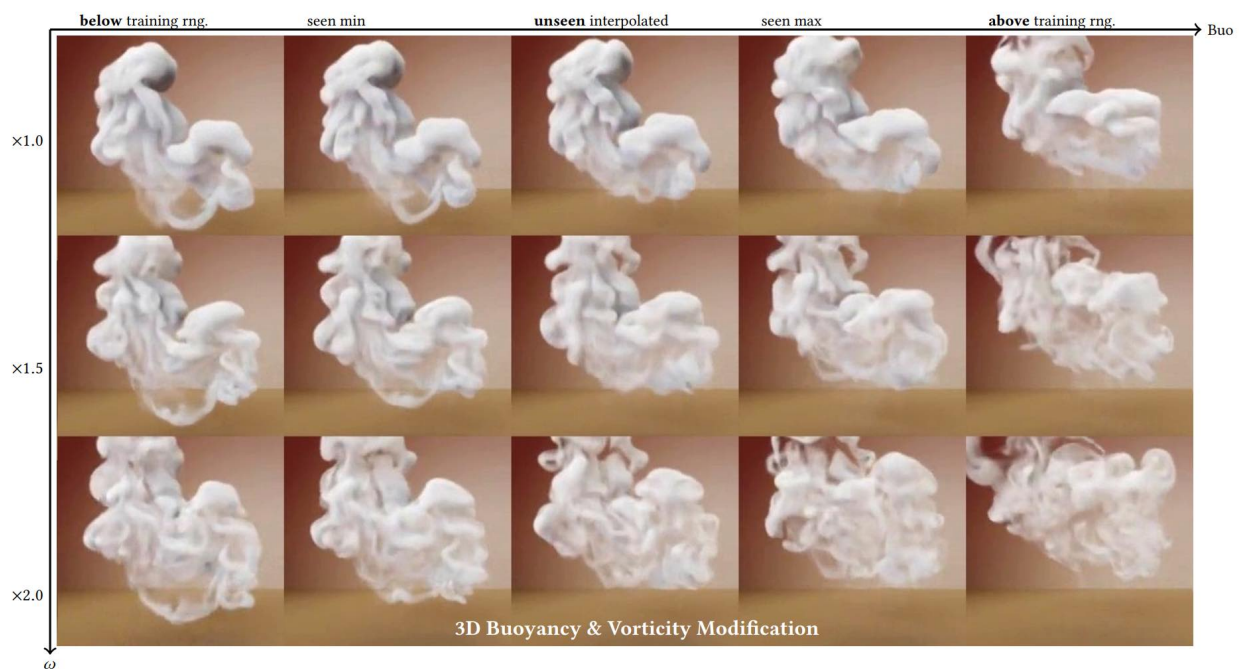 below training rng. seen min unseen interpolated seen max above training rng.
Buo
×1.0
×1.5
×2.0
3D Buoyancy & Vorticity Modification
ω